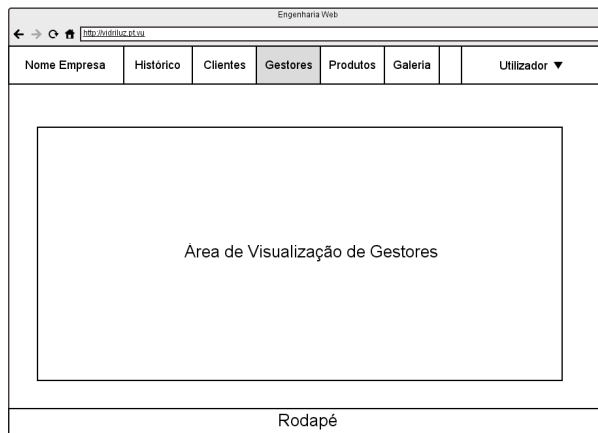 Engenharia Web
http://vidriluz.pt.vu
Nome Empresa Histórico Clientes Gestores Produtos Galeria Utilizador ▼
Área de Visualização de Gestores
Rodapé